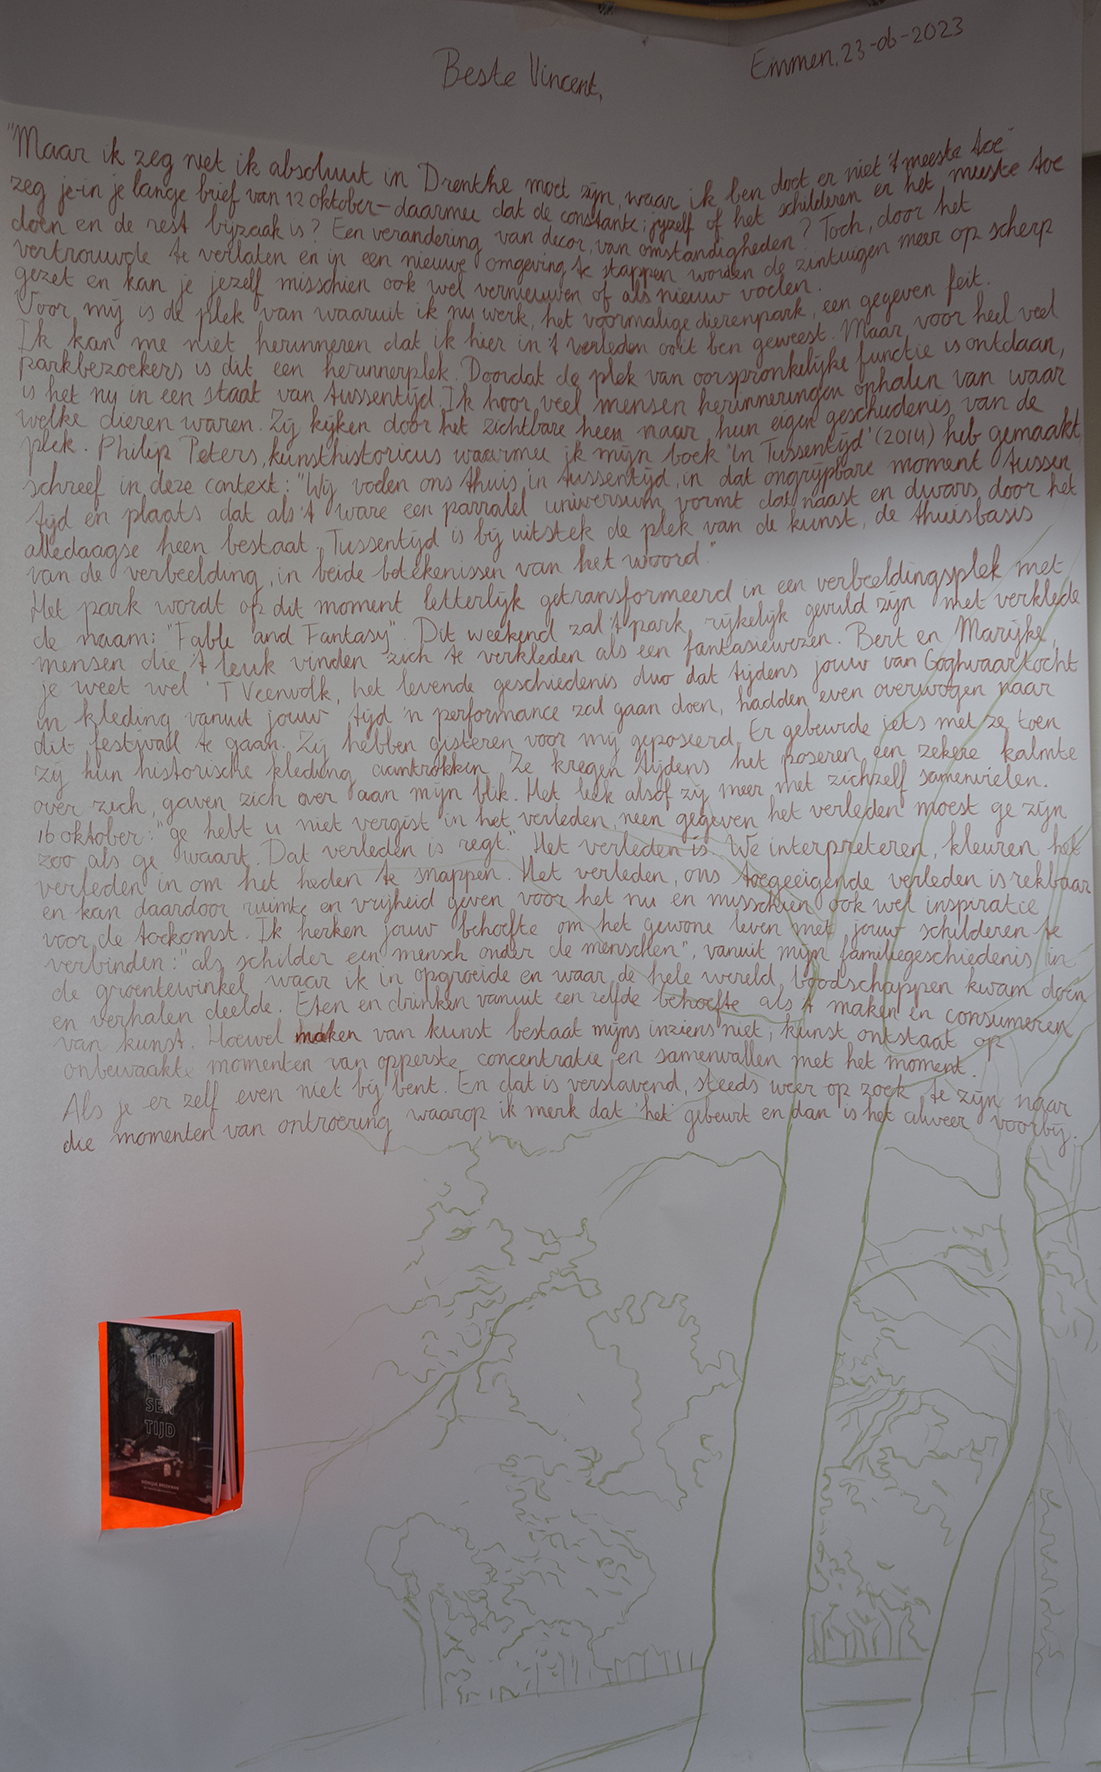 Beste Vincent,
Emmen, 23-06-2023
"Maar ik zeg niet ik absoluut in Drenthe moet zijn, waar ik ben doet er niet 't meeste toe"
zeg je-in je lange brief van 12 oktober- daarmee dat de constante; jijzelf of het schilderen er het meeste toe
doen en de rest bijzaak is? Een verandering van decor, van omstandigheden? Toch, door het
vertrouwde te verlaten en in een nieuwe omgeving te stappen worden de zintuigen meer op scherp
gezet en kan je jezelf misschien ook wel vernieuwen of als nieuw voelen.
Voor mij is de plek van waaruit ik nu werk, het voormalige dierenpark, een gegeven feit.
Ik kan me niet herinneren dat ik hier in 't verleden ooit ben geweest. Maar voor heel veel
parkbezoekers is dit een herinnerplek. Doordat de plek van oorspronkelijke functie is ontdaan,
is het nu in een staat van tussentijd. Ik hoor veel mensen herinneringen ophalen van waar
welke dieren waren. Zij kijken door het zichtbare heen naar hun eigen geschiedenis van de
plek. Philip Peters, kunsthistoricus waarmee ik mijn boek 'In Tussentijd' (2014) heb gemaakt,
schreef in deze context: "Wij voelen ons thuis in tussentijd, in dat ongrijpbare moment tussen
tijd en plaats dat als 't ware een parralel universum vormt dat naast en dwars door het
alledaagse heen bestaat. Tussentijd is bij uitstek de plek van de kunst, de thuisbasis
van de verbeelding, in beide betekenissen van het woord."
Het park wordt op dit moment letterlijk getransformeerd in een verbeeldingsplek met
de naam: "Fable and Fantasy". Dit weekend zal 't park rijkelijk gevuld zijn met verklede
mensen die 't leuk vinden zich te verkleden als een fantasiewezen. Bert en Marijke,
je weet wel 'T Veenvolk, het levende geschiedenis duo dat tijdens jouw van Goghvaartocht
in kleding vanuit jouw tijd 'n performance zal gaan doen, hadden even overwogen naar
dit festivall te gaan. Zij hebben gisteren voor mij geposeerd. Er gebeurde iets met ze toen
zij hun historische kleding aantrokken. Ze kregen tijdens het poseren een zekere kalmte
over zich, gaven zich over aan mijn blik. Het leek alsof zij meer met zichzelf samenvielen.
16 oktober: "ge hebt u niet vergist in het verleden, neen gegeven het verleden moest ge zijn
zoo als ge waart. Dat verleden is regt." Het verleden is. We interpreteren, kleuren het
verleden in om het heden te snappen. Het verleden, ons toegeeigende verleden is rekbaar
en kan daardoor ruimte en vrijheid geven voor het nu en misschien ook wel inspiratie
voor de toekomst. Ik herken jouw behoefte om het gewone leven met jouw schilderen te
verbinden: "als schilder een mensch onder de menschen", vanuit mijn familiegeschiedenis in
de groentewinkel waar ik in opgroeide en waar de hele wereld boodschappen kwam doen
en verhalen deelde. Eten en drinken vanuit een zelfde behoefte als 't maken en consumeren
van kunst. Hoewel maken van kunst bestaat mijns inziens niet; kunst ontstaat op
onbewaakte momenten van opperste concentratie en samenvallen met het moment.
Als je er zelf even niet bij bent. En dat is verslavend, steeds weer op zoek te zijn naar
die momenten van ontroering waarop ik merk dat 'het' gebeurt en dan is het alweer voorbij.
IN
TUS
SEN
TIJD